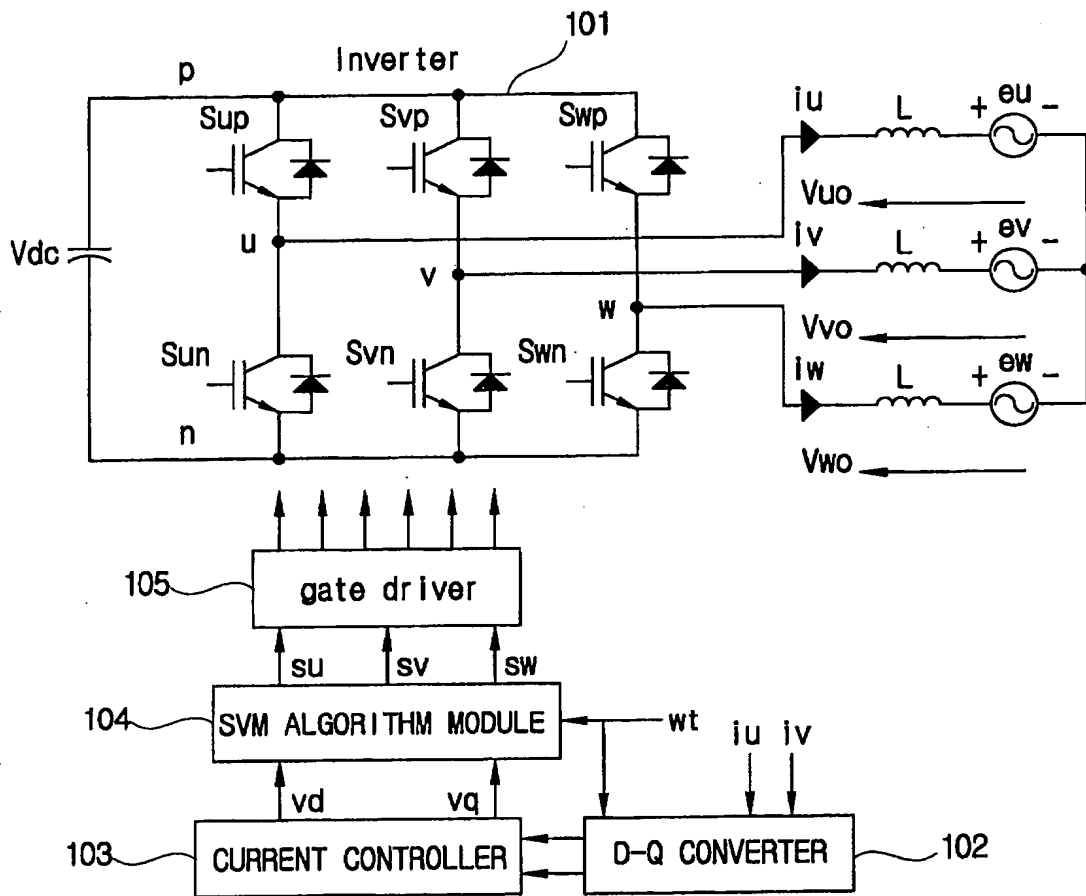 101
Inverter
p
Sup
Svp
Swp
iu
L
+ eu -
Vuo
Vdc
u
iv
L
+ ev -
v
w
Vvo
Sun
Svn
Swn
iw
L
+ ew -
n
Vwo
105
gate driver
su
sv
sw
104
SVM ALGORITHM MODULE
wt
iu
iv
vd
vq
103
CURRENT CONTROLLER
D-Q CONVERTER
102